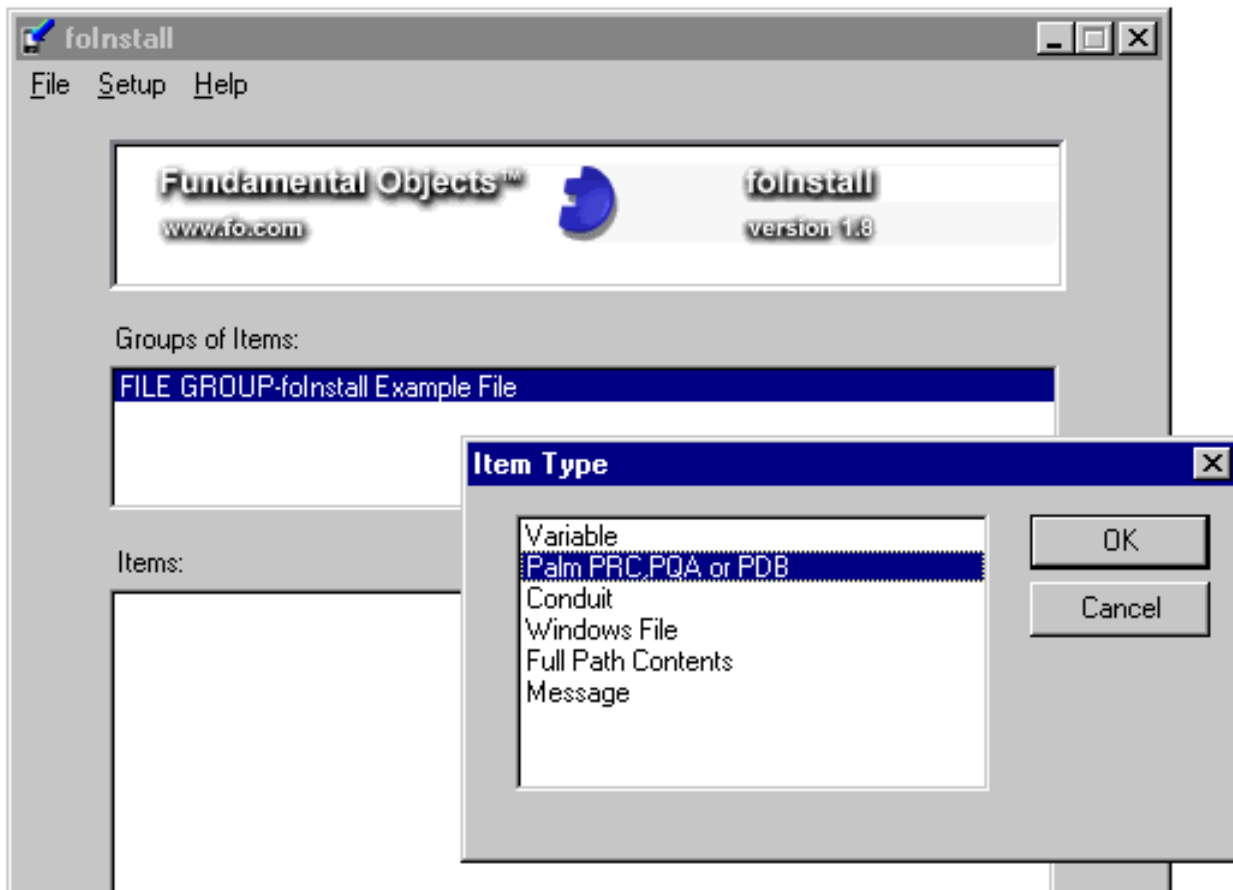 foInstall
File Setup Help
Fundamental Objects™ foInstall
www.fo.com version 1.8
Groups of Items:
FILE GROUP-foInstall Example File
Item Type
Variable
Palm PRC,PQA or PDB
Conduit
Windows File
Full Path Contents
Message
OK
Cancel
Items: